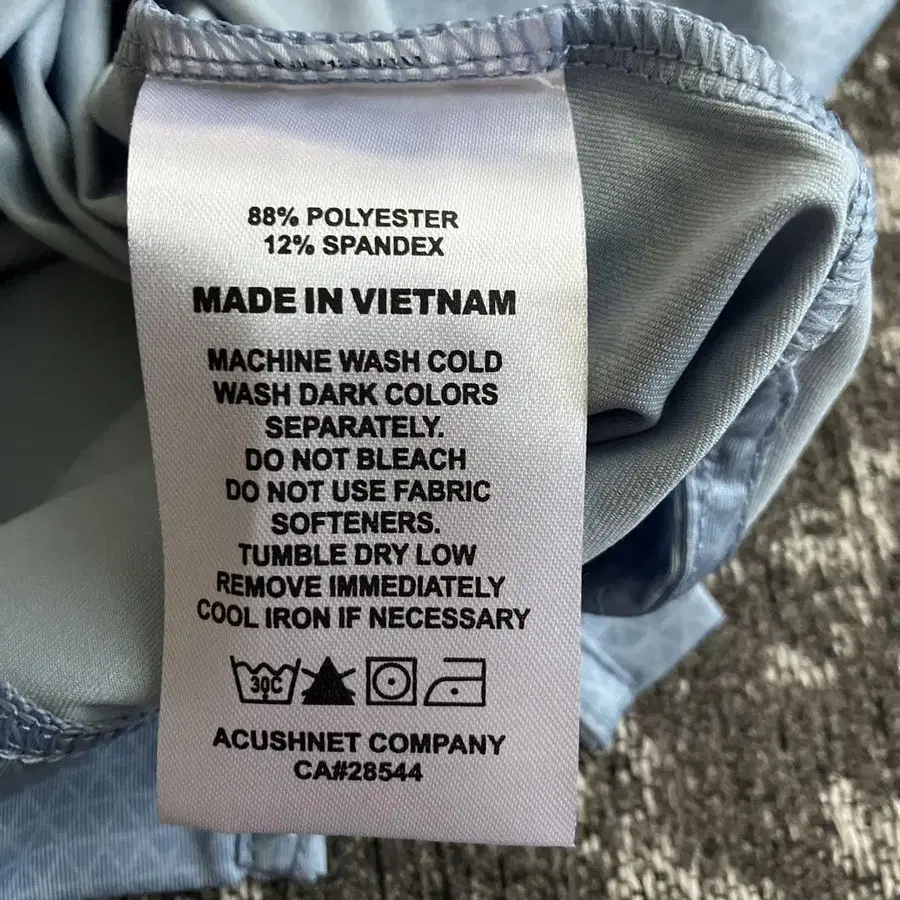 88% POLYESTER
12% SPANDEX
MADE IN VIETNAM
MACHINE WASH COLD
WASH DARK COLORS
SEPARATELY.
DO NOT BLEACH
DO NOT USE FABRIC
SOFTENERS.
TUMBLE DRY LOW
REMOVE IMMEDIATELY
COOL IRON IF NECESSARY
30C
ACUSHNET COMPANY
CA#28544